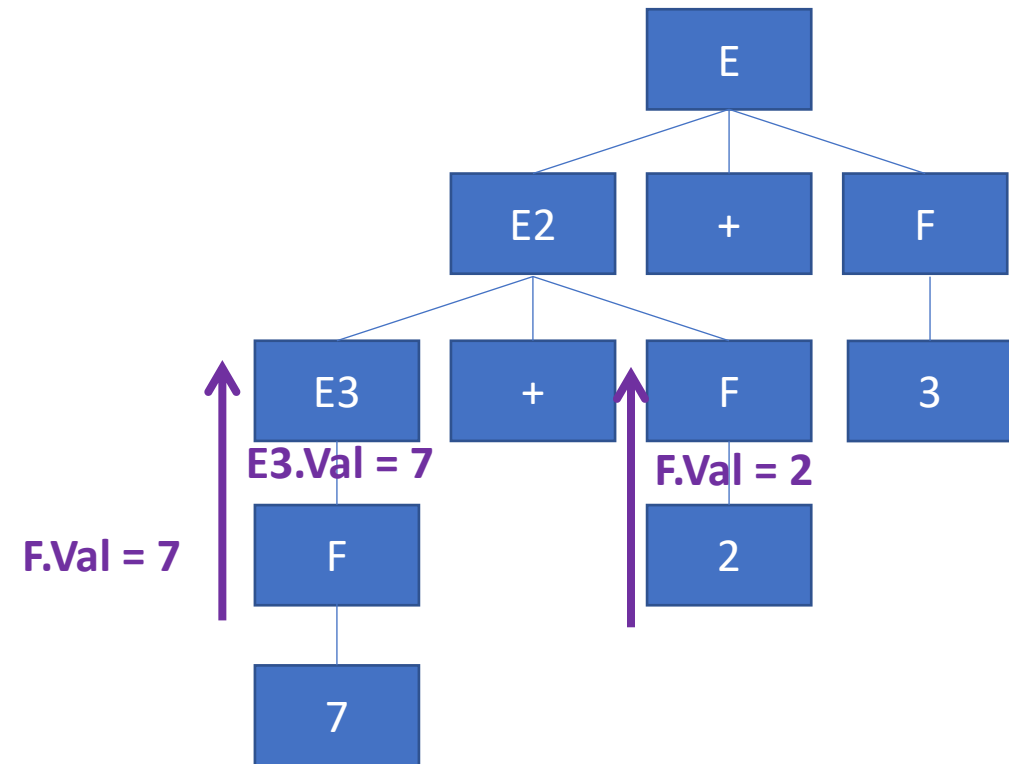 E
E2
+
F
E3
+
F
3
E3.Val = 7
F.Val = 2
F.Val = 7
F
2
7